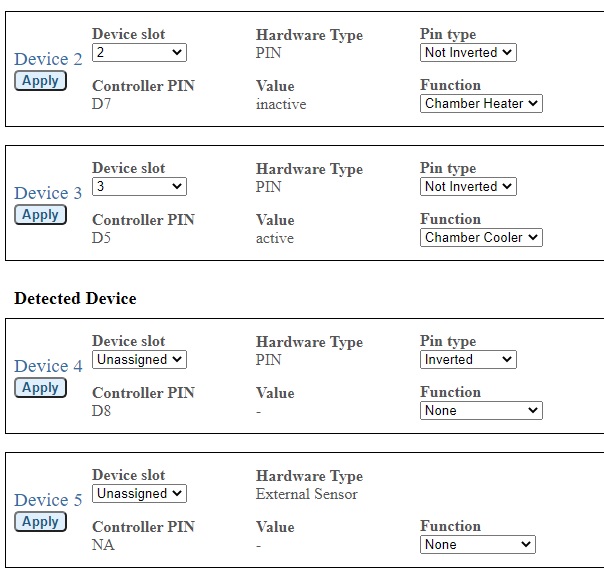 Device slot Hardware Type Pin type
Device 2 2 PIN Not Inverted
Apply Controller PIN Value Function
D7 inactive Chamber Heater
Device slot Hardware Type Pin type
Device 3 3 PIN Not Inverted
Apply Controller PIN Value Function
D5 active Chamber Cooler
Detected Device
Device slot Hardware Type Pin type
Device 4 Unassigned PIN Inverted
Apply Controller PIN Value Function
D8 - None
Device slot Hardware Type
Device 5 Unassigned External Sensor
Apply Controller PIN Value Function
NA - None